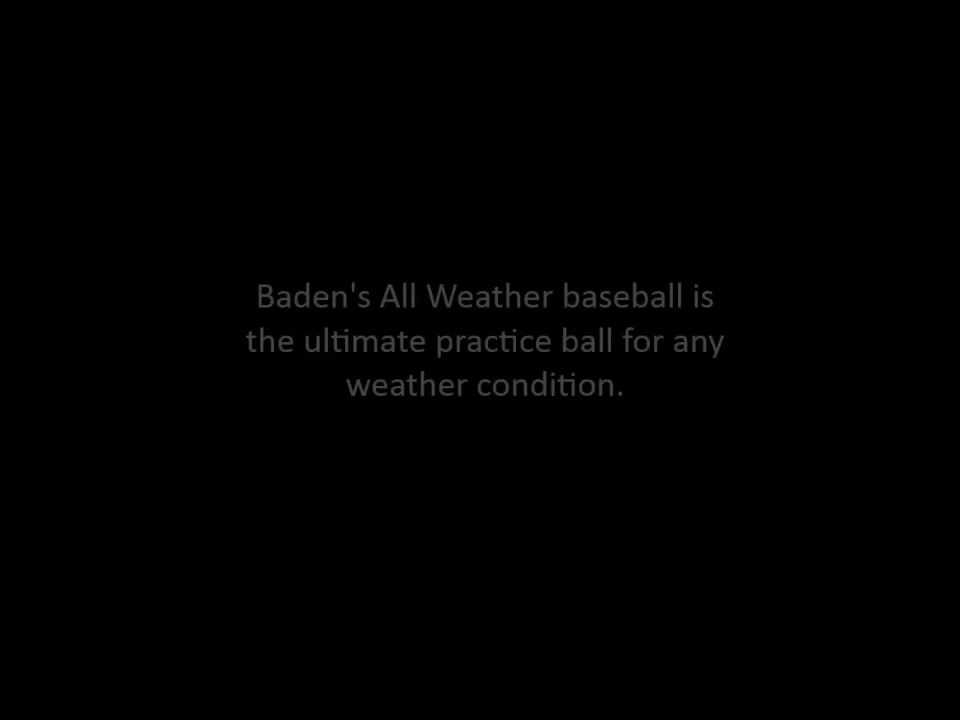 Baden's All Weather baseball is
the ultimate practice ball for any
weather condition.